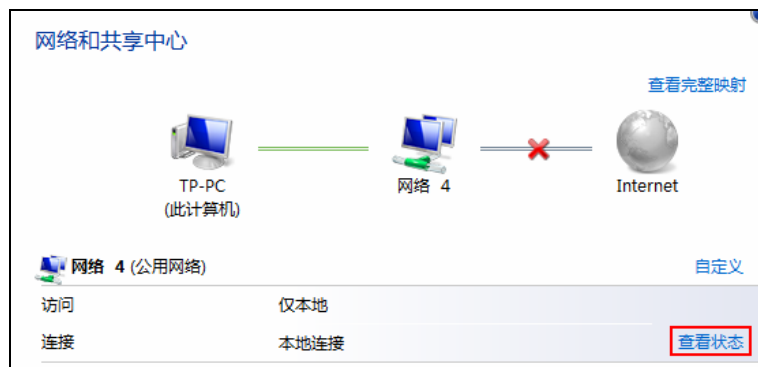 网络和共享中心
查看完整映射
TP-PC
(此计算机)
网络 4
Internet
网络 4 (公用网络)
自定义
访问 仅本地
连接 本地连接 查看状态